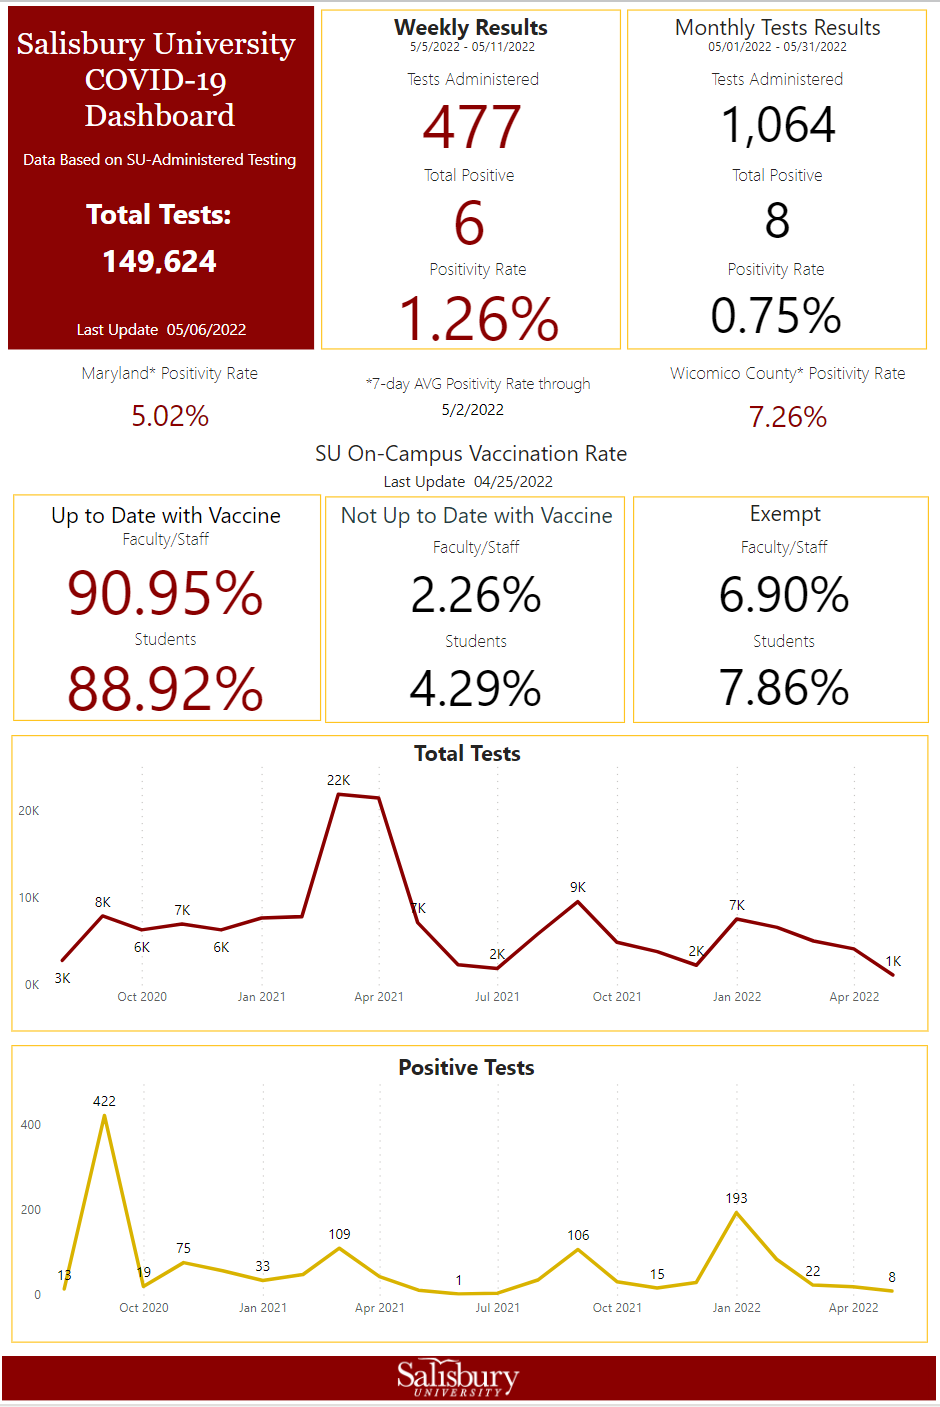 Salisbury University
COVID-19
Dashboard
Data Based on SU-Administered Testing
Total Tests:
149,624
Last Update 05/06/2022
Weekly Results
5/5/2022 - 05/11/2022
Tests Administered
477
Total Positive
6
Positivity Rate
1.26%
Monthly Tests Results
05/01/2022 - 05/31/2022
Tests Administered
1,064
Total Positive
8
Positivity Rate
0.75%
Maryland* Positivity Rate
5.02%
*7-day AVG Positivity Rate through
5/2/2022
Wicomico County* Positivity Rate
7.26%
SU On-Campus Vaccination Rate
Last Update 04/25/2022
Up to Date with Vaccine
Faculty/Staff
90.95%
Students
88.92%
Not Up to Date with Vaccine
Faculty/Staff
2.26%
Students
4.29%
Exempt
Faculty/Staff
6.90%
Students
7.86%
Total Tests
20K
10K
0K
3K
8K
6K
7K
6K
22K
7K
2K
9K
2K
7K
1K
Oct 2020
Jan 2021
Apr 2021
Jul 2021
Oct 2021
Jan 2022
Apr 2022
Positive Tests
400
200
0
13
422
19
75
33
109
1
106
15
193
22
8
Oct 2020
Jan 2021
Apr 2021
Jul 2021
Oct 2021
Jan 2022
Apr 2022
Salisbury
UNIVERSITY